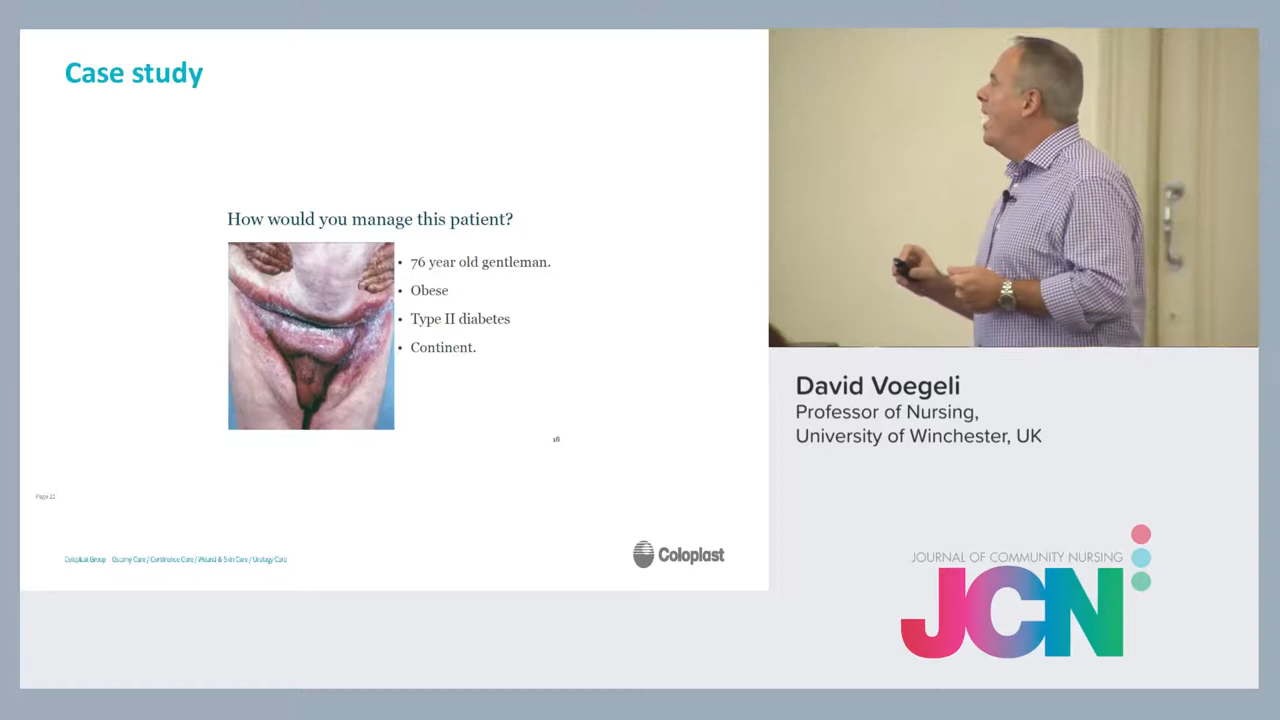 Case study
How would you manage this patient?
• 76 year old gentleman.
• Obese
• Type II diabetes
• Continent.
18
Page 21
Coloplast Group Ostomy Care / Continence Care / Wound & Skin Care / Urology Care
Coloplast
David Voegeli
Professor of Nursing,
University of Winchester, UK
JOURNAL OF COMMUNITY NURSING
JCN